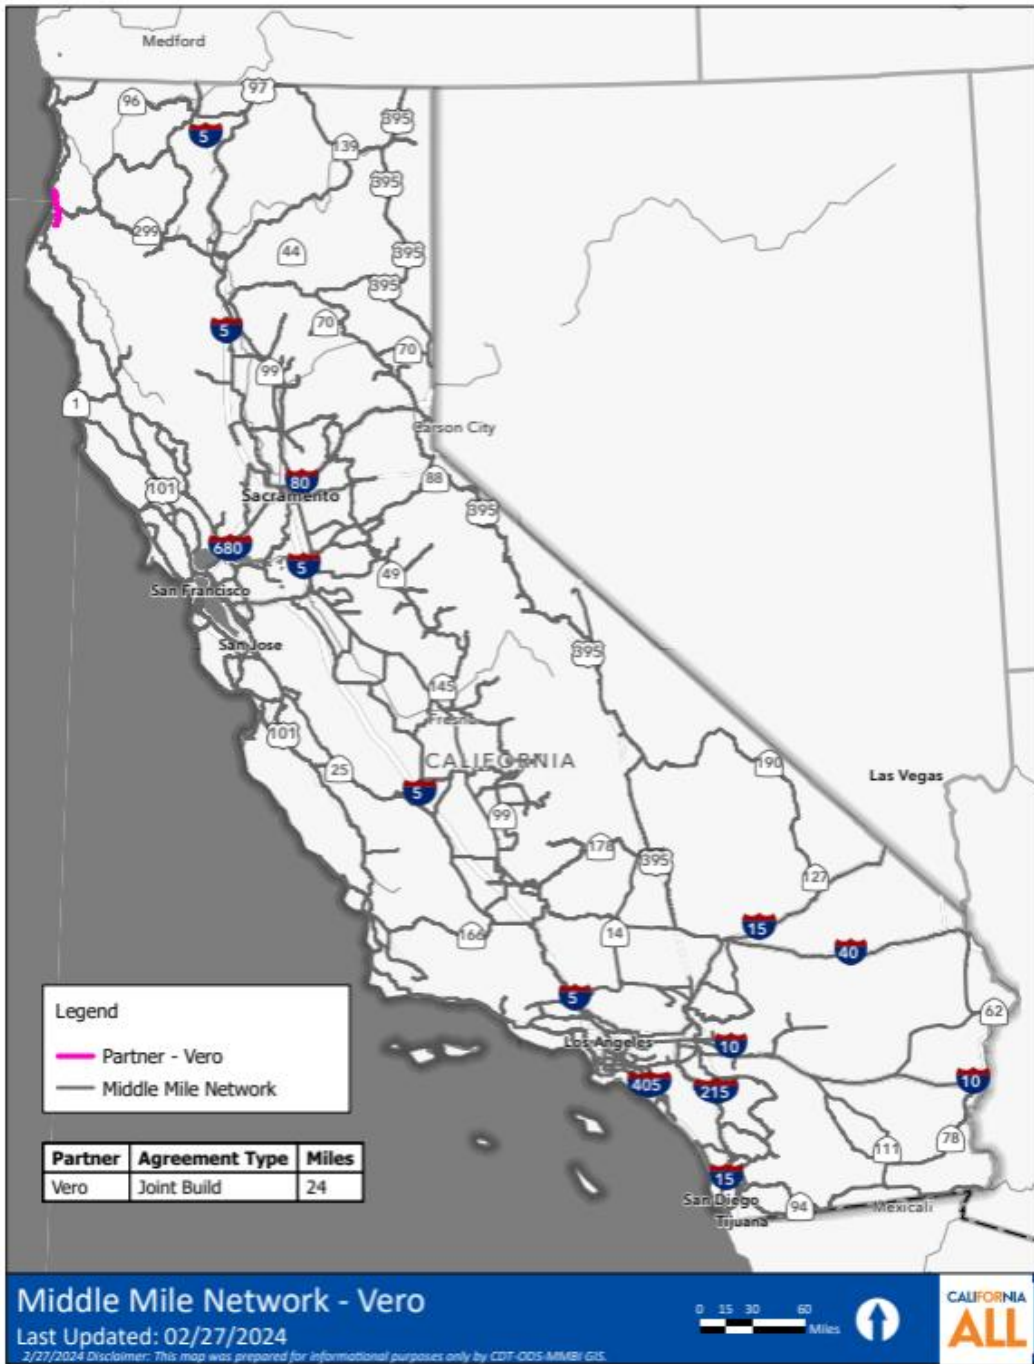 Medford
97
96
5
395
139
395
299
44
395
395
5
70
70
99
1
Carson City
88
80
101
Sacramento
395
680
5
49
San Francisco
San Jose
395
145
Fresno
101
CALIFORNIA
190
25
Las Vegas
5
99
178
395
127
15
166
14
40
5
62
Los Angeles
10
405
215
10
78
111
15
San Diego
94
Mexicali
Tijuana
Legend
Partner - Vero
Middle Mile Network
Partner Agreement Type Miles
Vero Joint Build 24
Middle Mile Network - Vero
Last Updated: 02/27/2024
2/27/2024 Disclaimer: This map was prepared for informational purposes only by CDT-ODS-MMBI GIS.
0 15 30 60
Miles
CALIFORNIA
ALL